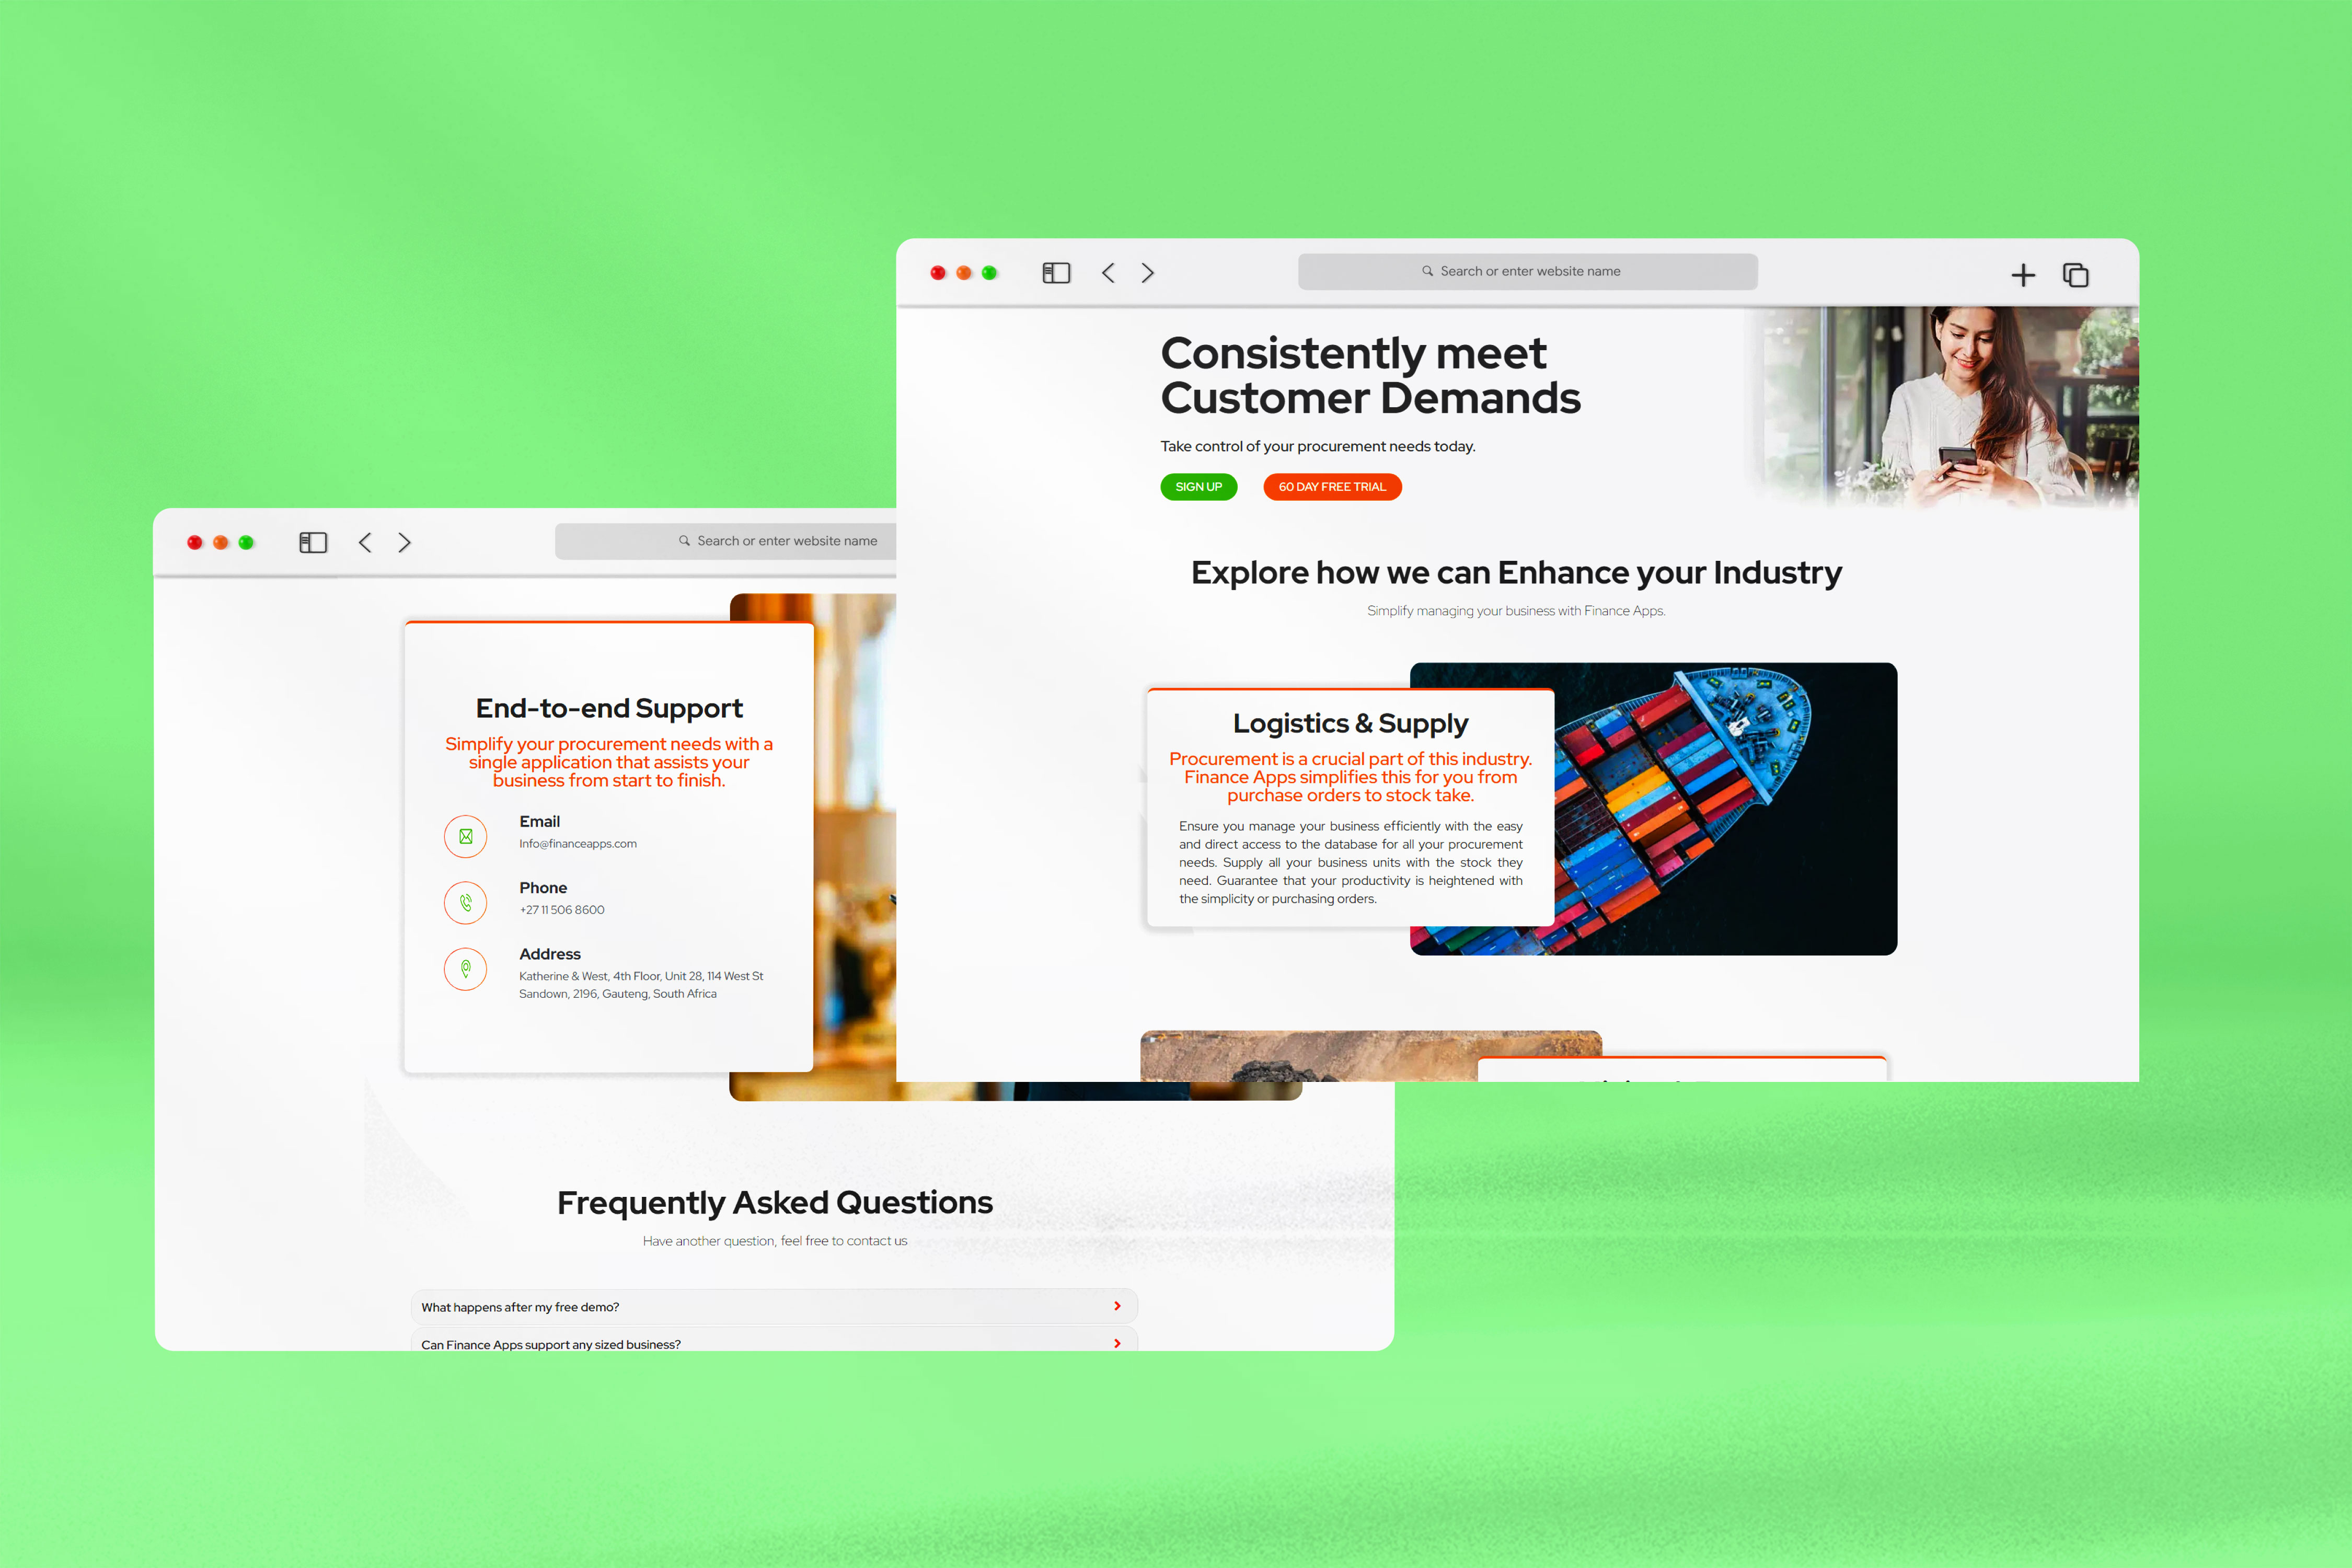 Search or enter website name
Consistently meet
Customer Demands
Take control of your procurement needs today.
SIGN UP
60 DAY FREE TRIAL
Explore how we can Enhance your Industry
Simplify managing your business with Finance Apps.
Logistics & Supply
Procurement is a crucial part of this industry.
Finance Apps simplifies this for you from
purchase orders to stock take.
Ensure you manage your business efficiently with the easy
and direct access to the database for all your procurement
needs. Supply all your business units with the stock they
need. Guarantee that your productivity is heightened with
the simplicity or purchasing orders.
Search or enter website name
End-to-end Support
Simplify your procurement needs with a
single application that assists your
business from start to finish.
Email
Info@financeapps.com
Phone
+27 11 506 8600
Address
Katherine & West, 4th Floor, Unit 28, 114 West St
Sandown, 2196, Gauteng, South Africa
Frequently Asked Questions
Have another question, feel free to contact us
What happens after my free demo?
Can Finance Apps support any sized business?